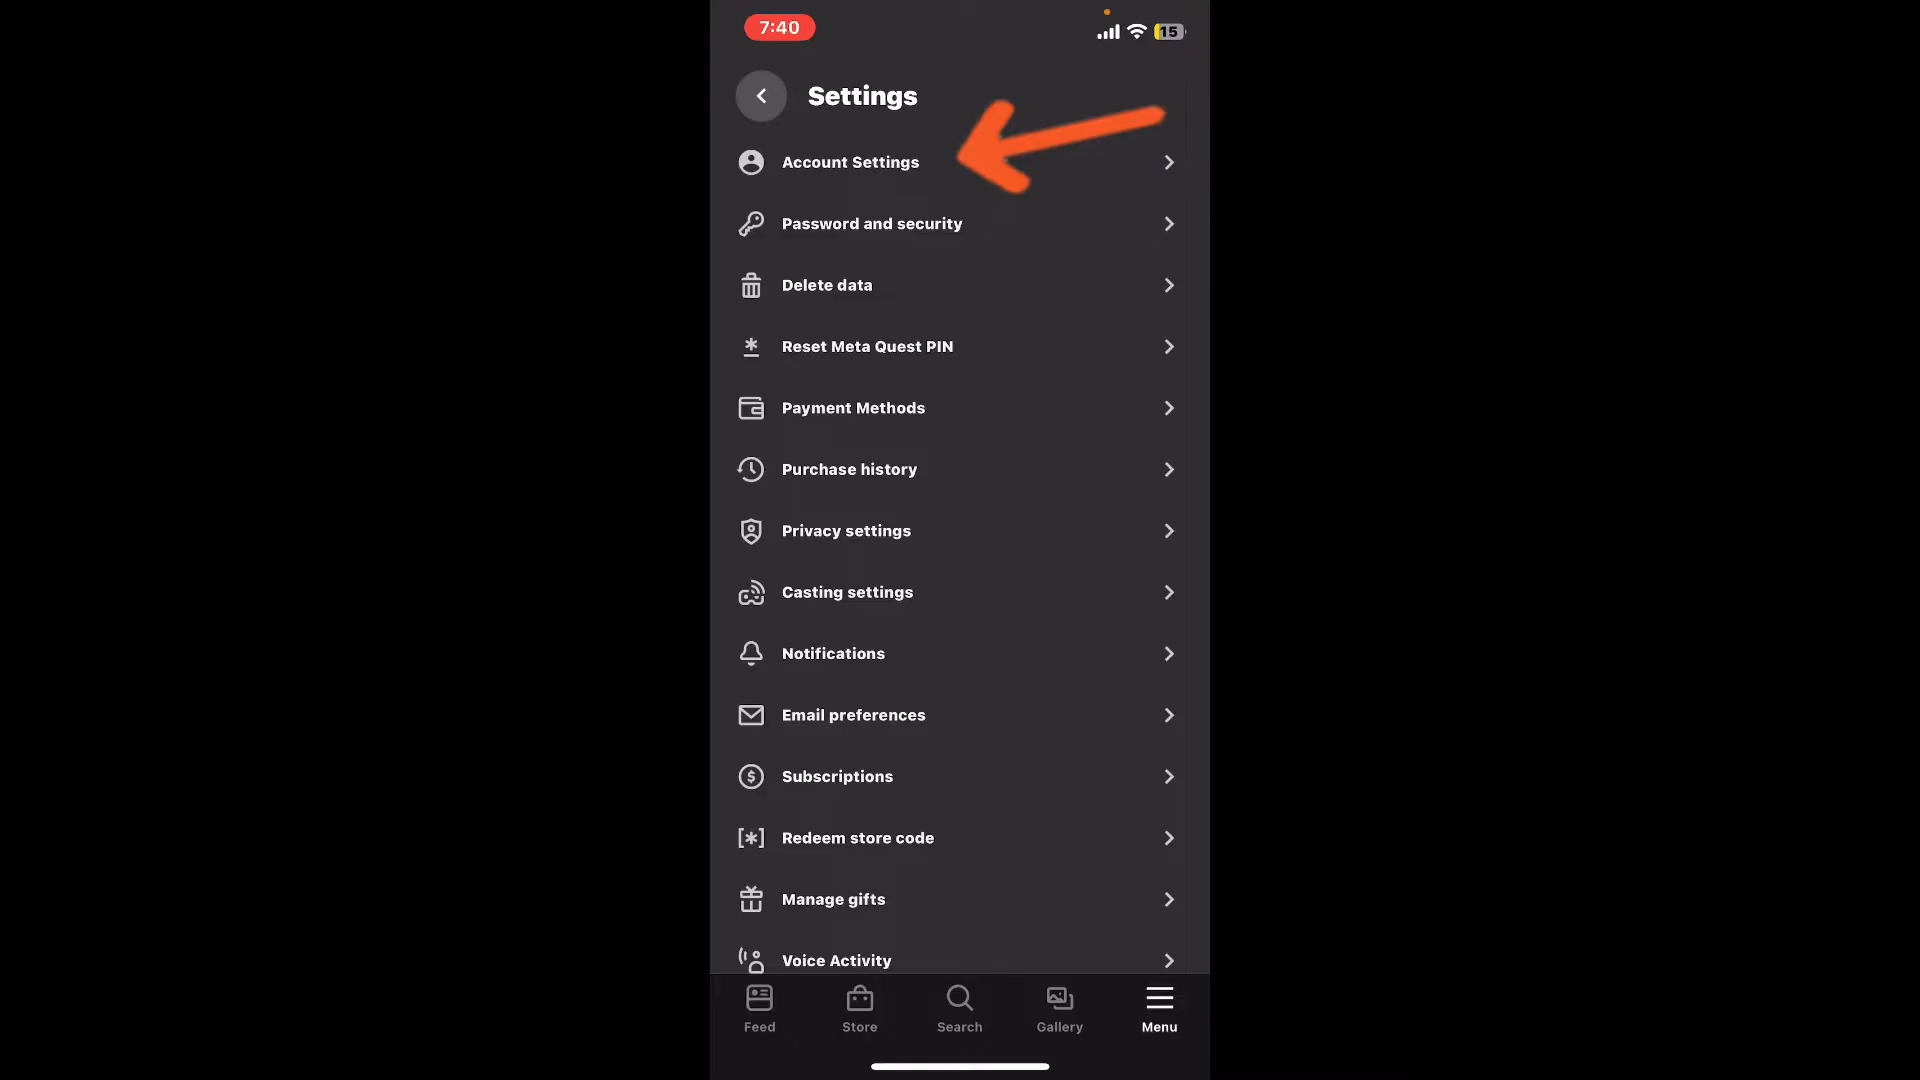 7:40
15
Settings
Account Settings
Password and security
Delete data
Reset Meta Quest PIN
Payment Methods
Purchase history
Privacy settings
Casting settings
Notifications
Email preferences
Subscriptions
Redeem store code
Manage gifts
Voice Activity
Feed
Store
Search
Gallery
Menu